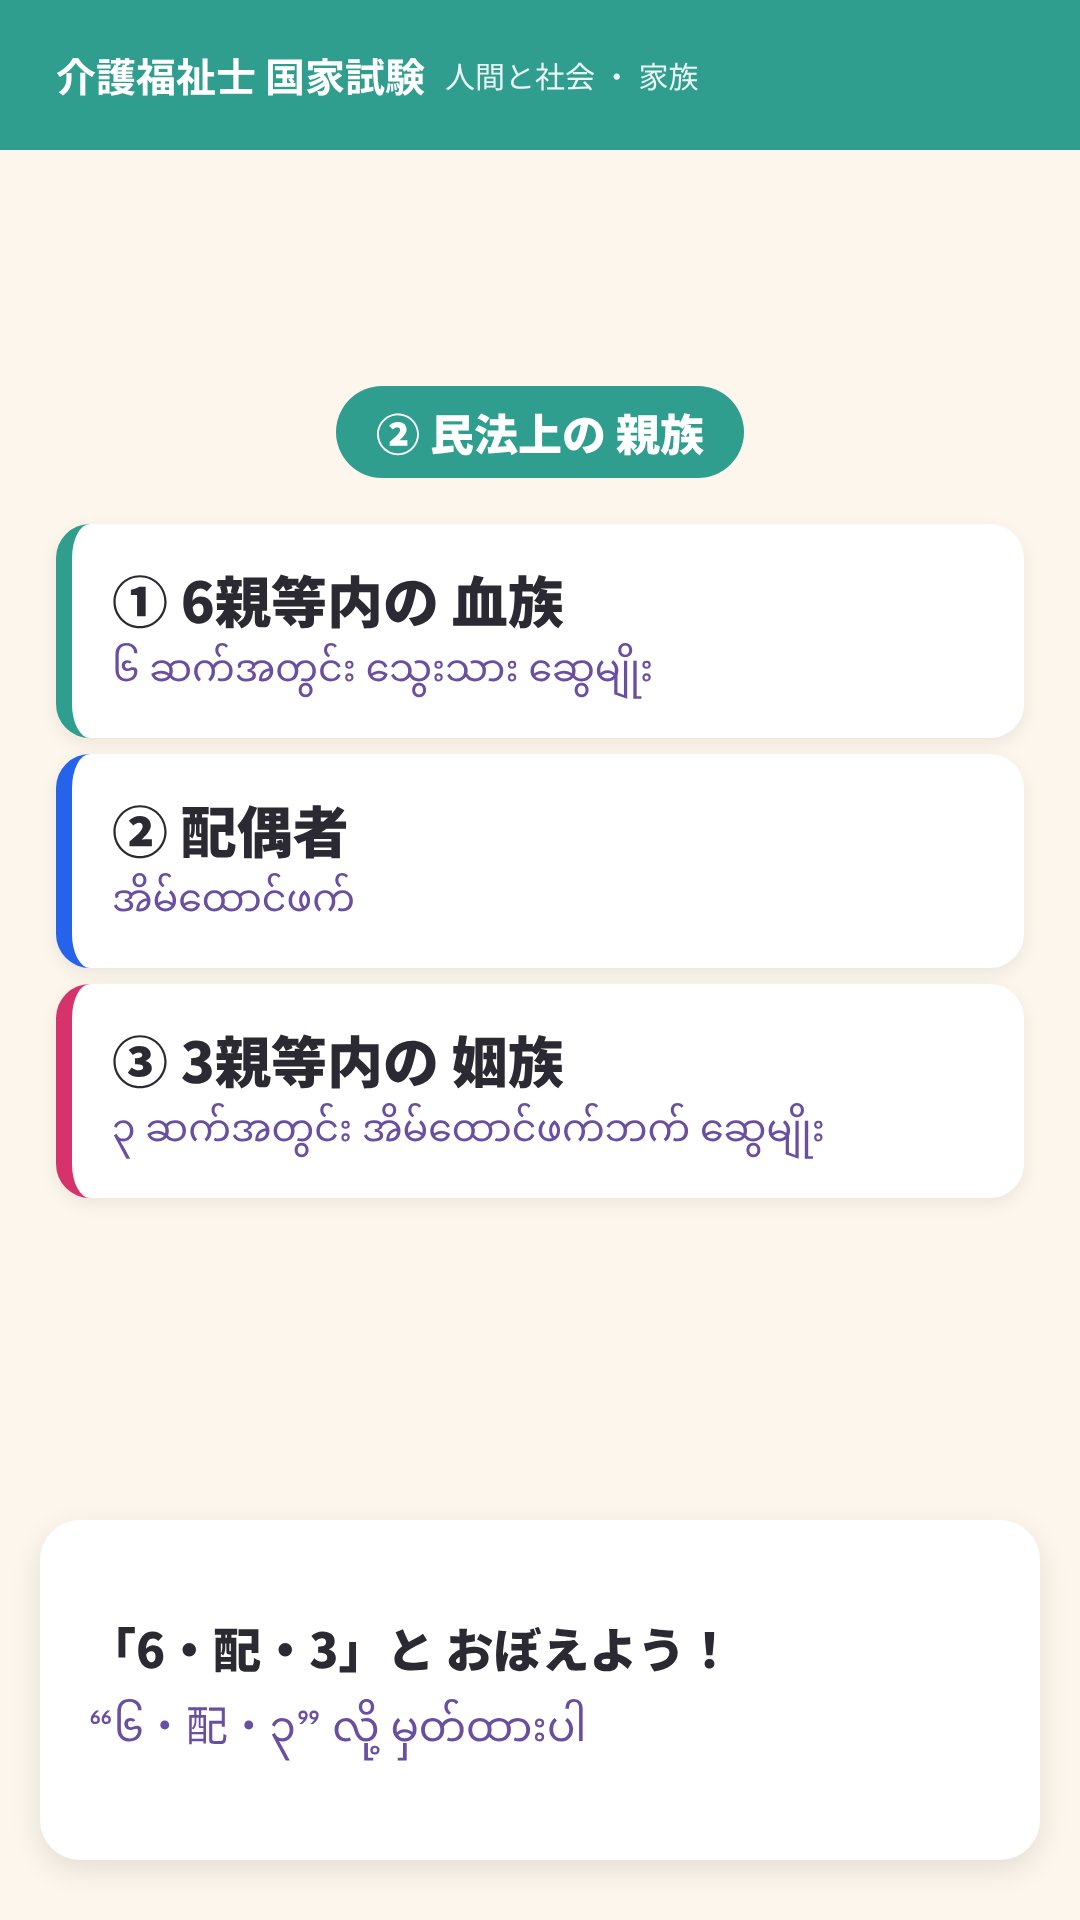 介護福祉士 国家試験 人間と社会 ・ 家族
② 民法上の 親族
① 6親等内の 血族
၆ ဆက်အတွင်း သွေးသား ဆွေမျိုး
② 配偶者
အိမ်ထောင်ဖက်
③ 3親等内の 姻族
၃ ဆက်အတွင်း အိမ်ထောင်ဖက်ဘက် ဆွေမျိုး
「6・配・3」と おぼえよう！
“၆・配・၃” လို့ မှတ်ထားပါ